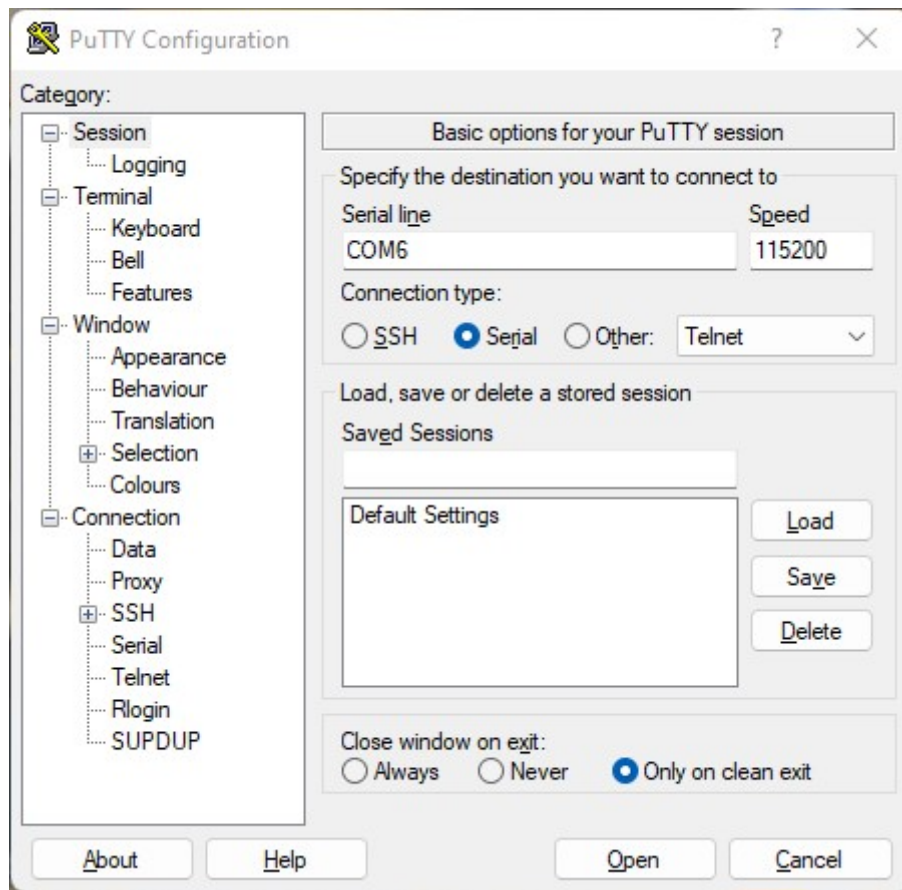 PuTTY Configuration
?
Category:
Session
Logging
Terminal
Keyboard
Bell
Features
Window
Appearance
Behaviour
Translation
Selection
Colours
Connection
Data
Proxy
SSH
Serial
Telnet
Rlogin
SUPDUP
Basic options for your PuTTY session
Specify the destination you want to connect to
Serial line Speed
COM6 115200
Connection type:
SSH Serial Other: Telnet
Load, save or delete a stored session
Saved Sessions
Default Settings
Load
Save
Delete
Close window on exit:
Always Never Only on clean exit
About Help Open Cancel